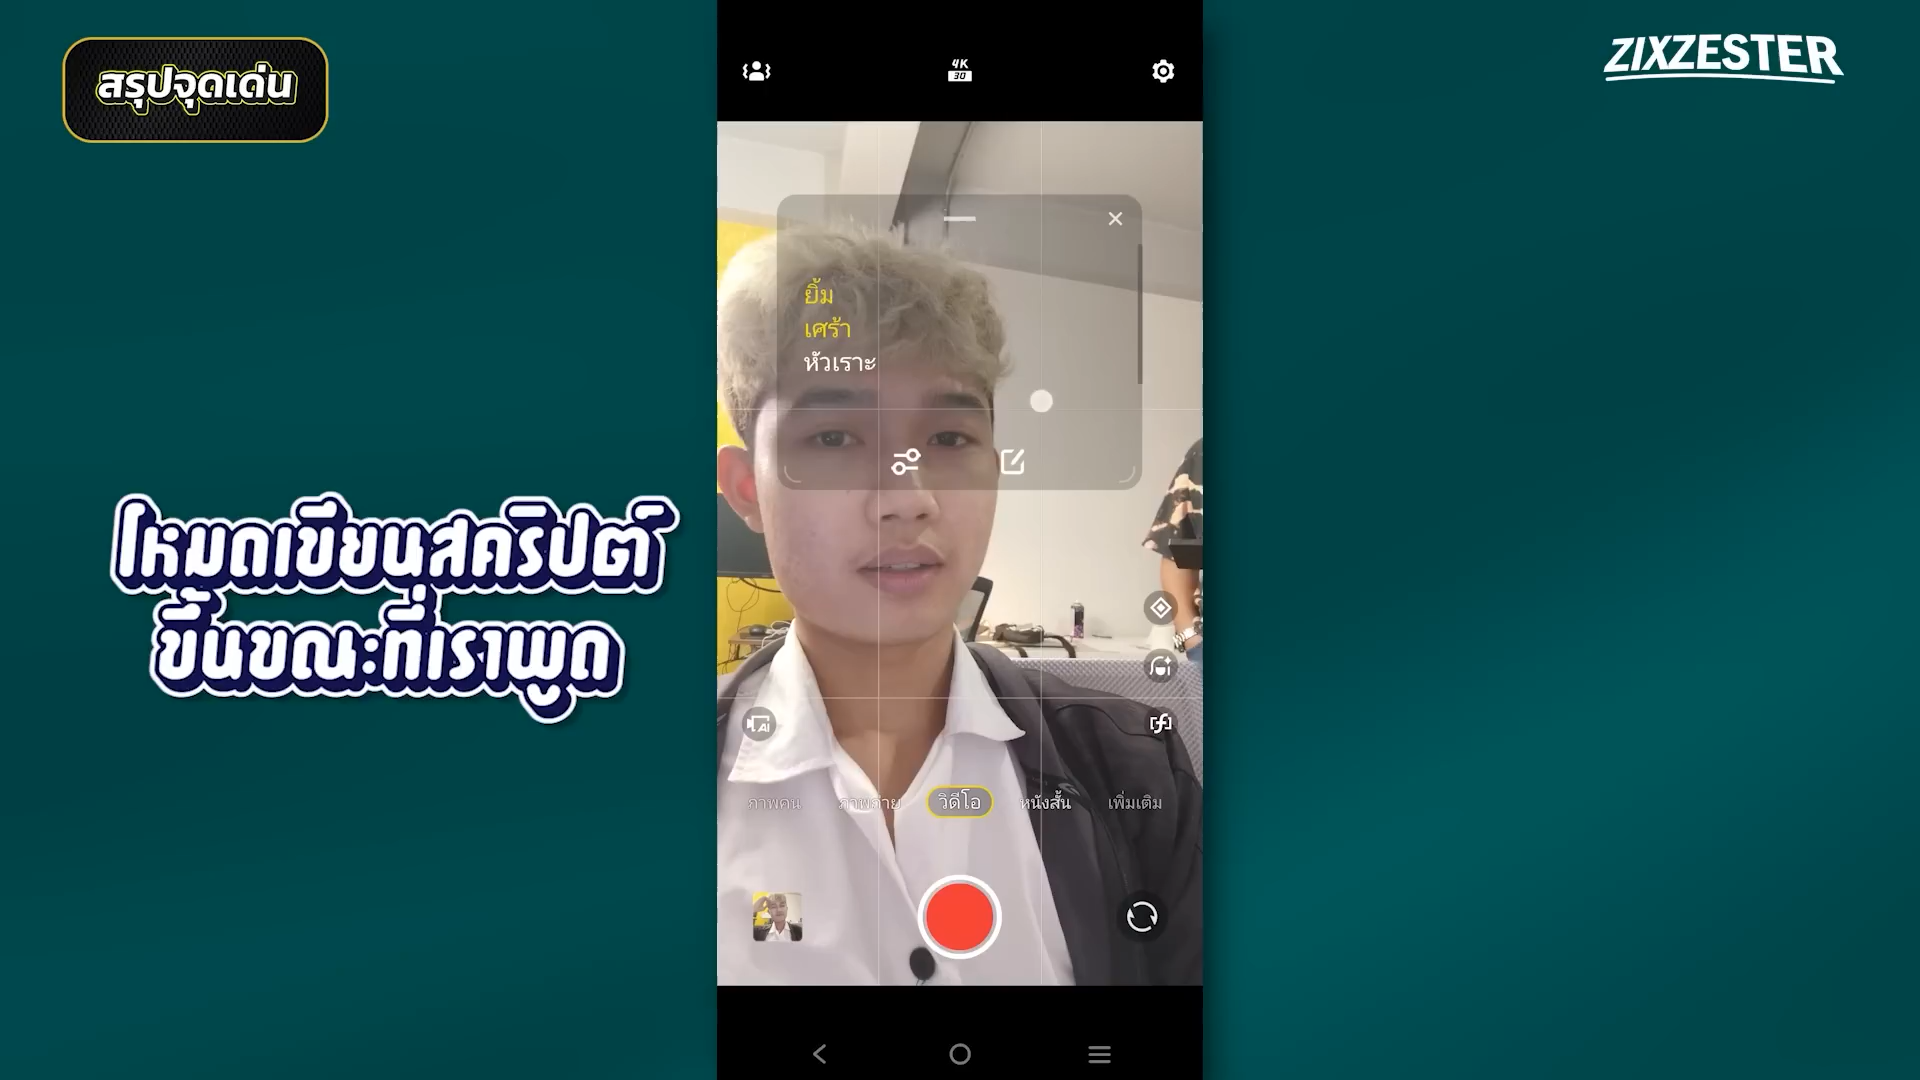 สรุปจุดเด่น
ZIXZESTER
4K
30
ยิ้ม
เศร้า
หัวเราะ
โหมดเขียนสคริปต์
ขึ้นขณะที่เราพูด
AI
ภาพคน ภาพถ่าย วิดีโอ หนังสั้น เพิ่มเติม